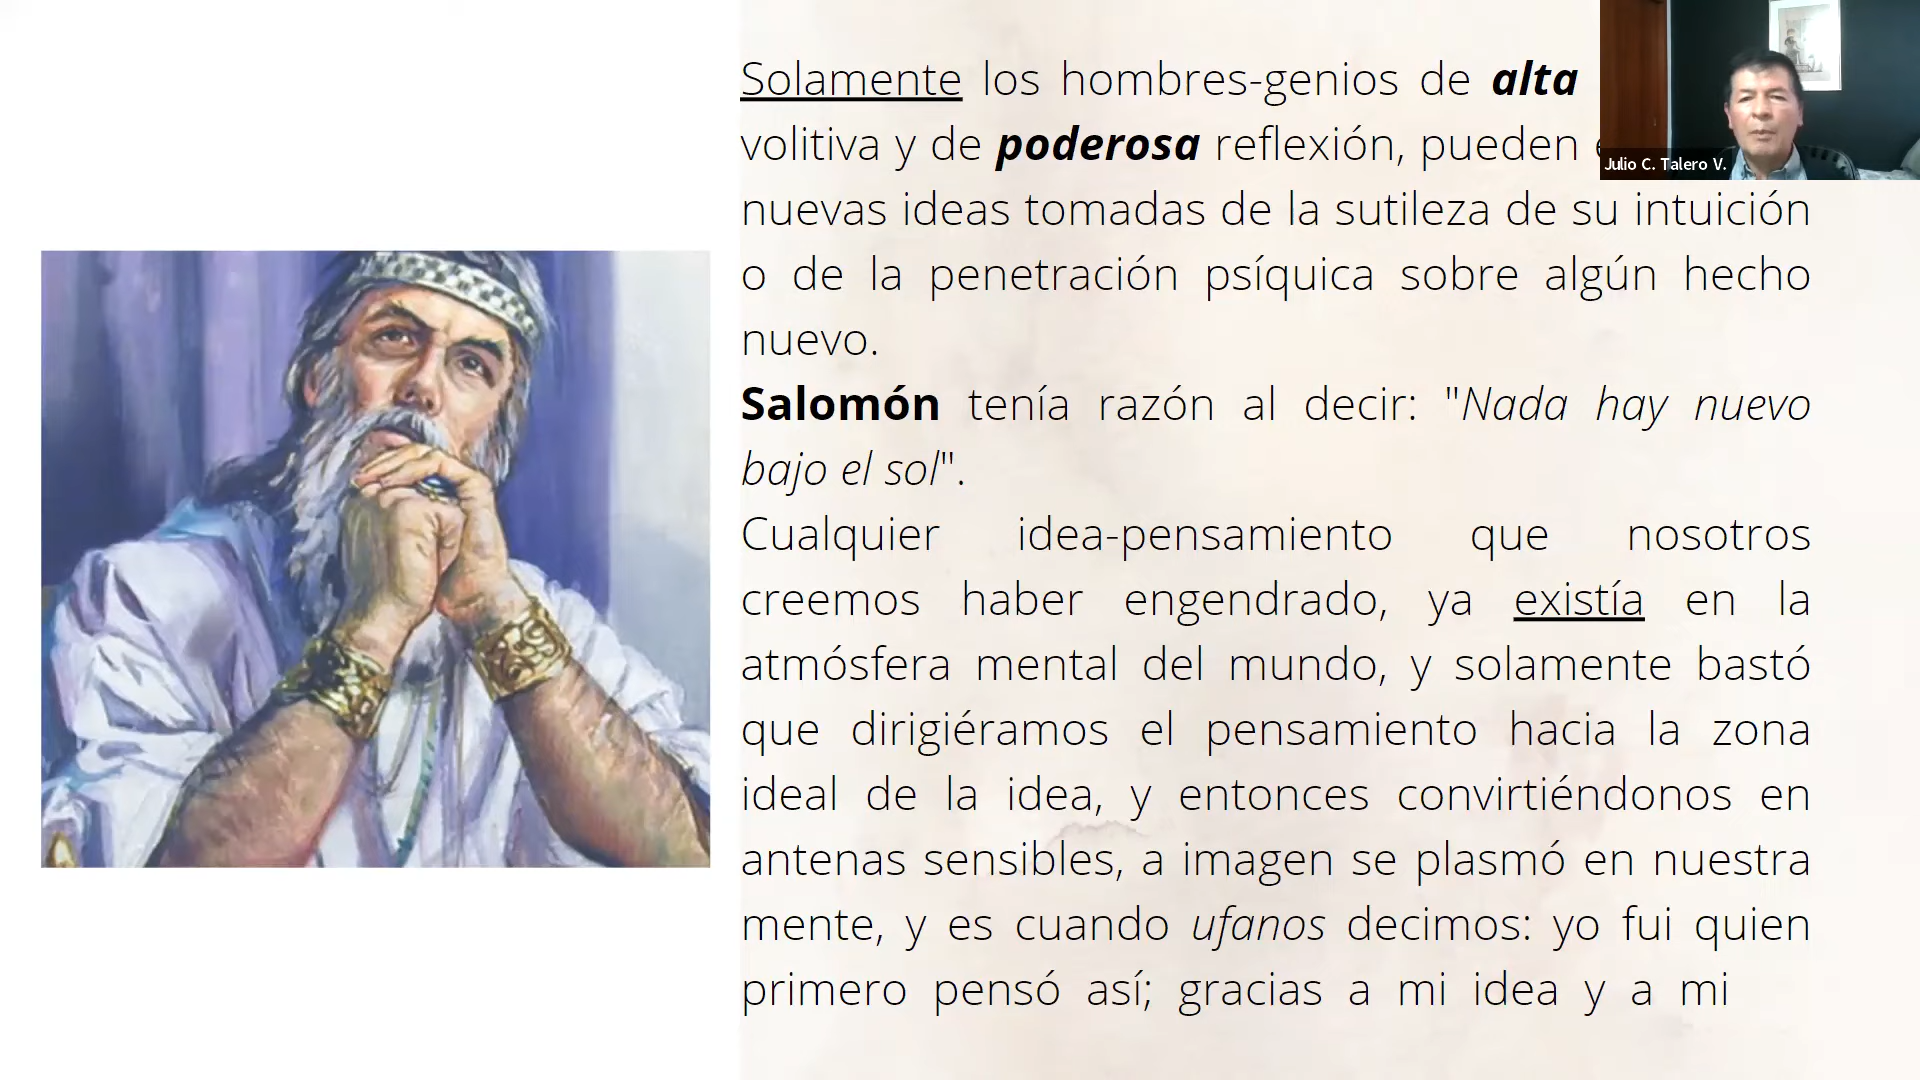 Solamente los hombres-genios de alta
volitiva y de poderosa reflexión, pueden
nuevas ideas tomadas de la sutileza de su intuición
o de la penetración psíquica sobre algún hecho
nuevo.
Salomón tenía razón al decir: "Nada hay nuevo
bajo el sol".
Cualquier idea-pensamiento que nosotros
creemos haber engendrado, ya existía en la
atmósfera mental del mundo, y solamente bastó
que dirigiéramos el pensamiento hacia la zona
ideal de la idea, y entonces convirtiéndonos en
antenas sensibles, a imagen se plasmó en nuestra
mente, y es cuando ufanos decimos: yo fui quien
primero pensó así; gracias a mi idea y a mi
Julio C. Talero V.